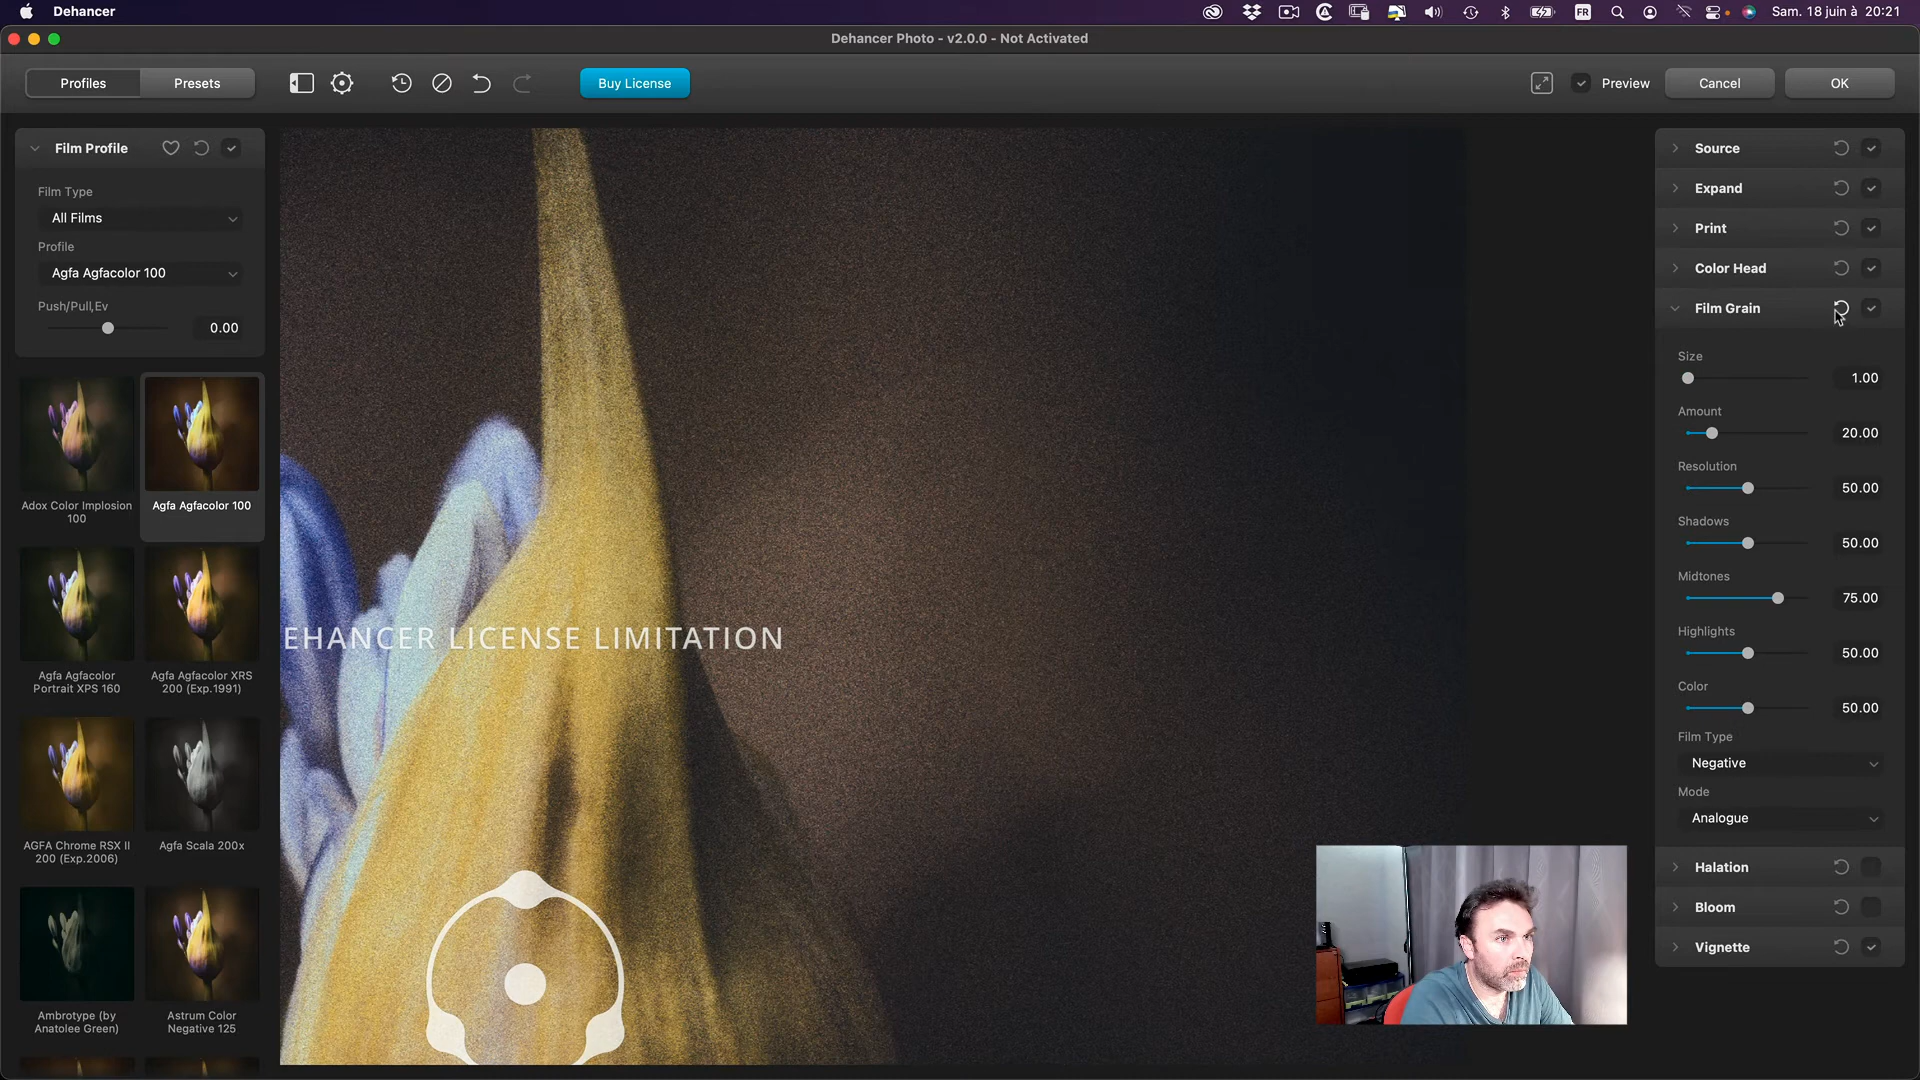 Dehancer
FR
Sam. 18 juin à 20:21
Dehancer Photo - v2.0.0 - Not Activated
Profiles
Presets
Buy License
Preview
Cancel
OK
Film Profile
Film Type
All Films
Profile
Agfa Agfacolor 100
Push/Pull,Ev
0.00
Adox Color Implosion
100
Agfa Agfacolor 100
Agfa Agfacolor
Portrait XPS 160
Agfa Agfacolor XRS
200 (Exp.1991)
AGFA Chrome RSX II
200 (Exp.2006)
Agfa Scala 200x
Ambrotype (by
Anatolee Green)
Astrum Color
Negative 125
EHANCER LICENSE LIMITATION
Source
Expand
Print
Color Head
Film Grain
Size
1.00
Amount
20.00
Resolution
50.00
Shadows
50.00
Midtones
75.00
Highlights
50.00
Color
50.00
Film Type
Negative
Mode
Analogue
Halation
Bloom
Vignette